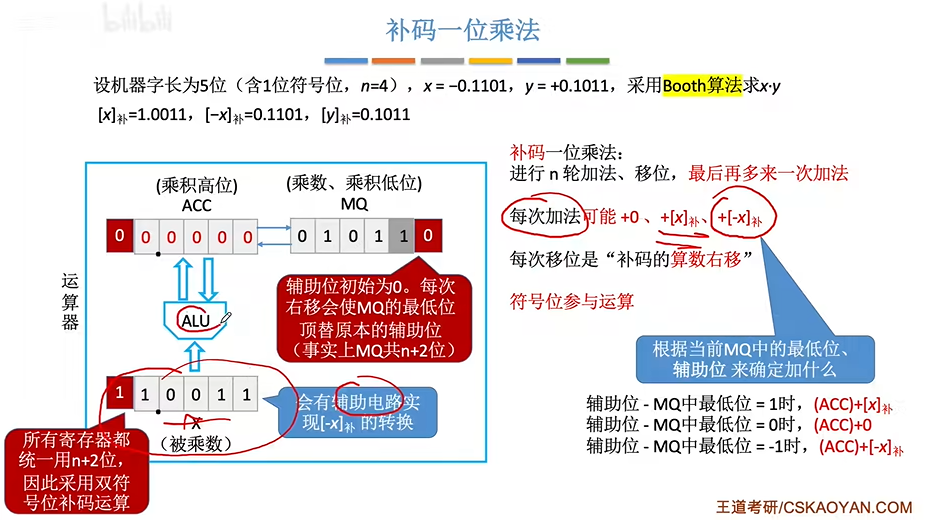 bilibili
补码一位乘法
设机器字长为5位（含1位符号位，n=4），x = −0.1101，y = +0.1011，采用Booth算法求x·y
[x]补=1.0011，[−x]补=0.1101，[y]补=0.1011
补码一位乘法：
进行 n 轮加法、移位，最后再多来一次加法
(乘积高位)
ACC
(乘数、乘积低位)
MQ
每次加法可能 +0 、+[x]补、+[-x]补
0 0 0 0 0 0
0 1 0 1 1 0
每次移位是“补码的算数右移”
运算器
辅助位初始为0。每次
右移会使MQ的最低位
顶替原本的辅助位
（事实上MQ共n+2位）
符号位参与运算
ALU
根据当前MQ中的最低位、
辅助位 来确定加什么
1 1 0 0 1 1
X
（被乘数）
会有辅助电路实
现[-x]补 的转换
辅助位 - MQ中最低位 = 1时，(ACC)+[x]补
辅助位 - MQ中最低位 = 0时，(ACC)+0
辅助位 - MQ中最低位 = -1时，(ACC)+[-x]补
所有寄存器都
统一用n+2位，
因此采用双符
号位补码运算
王道考研/CSKAOYAN.COM